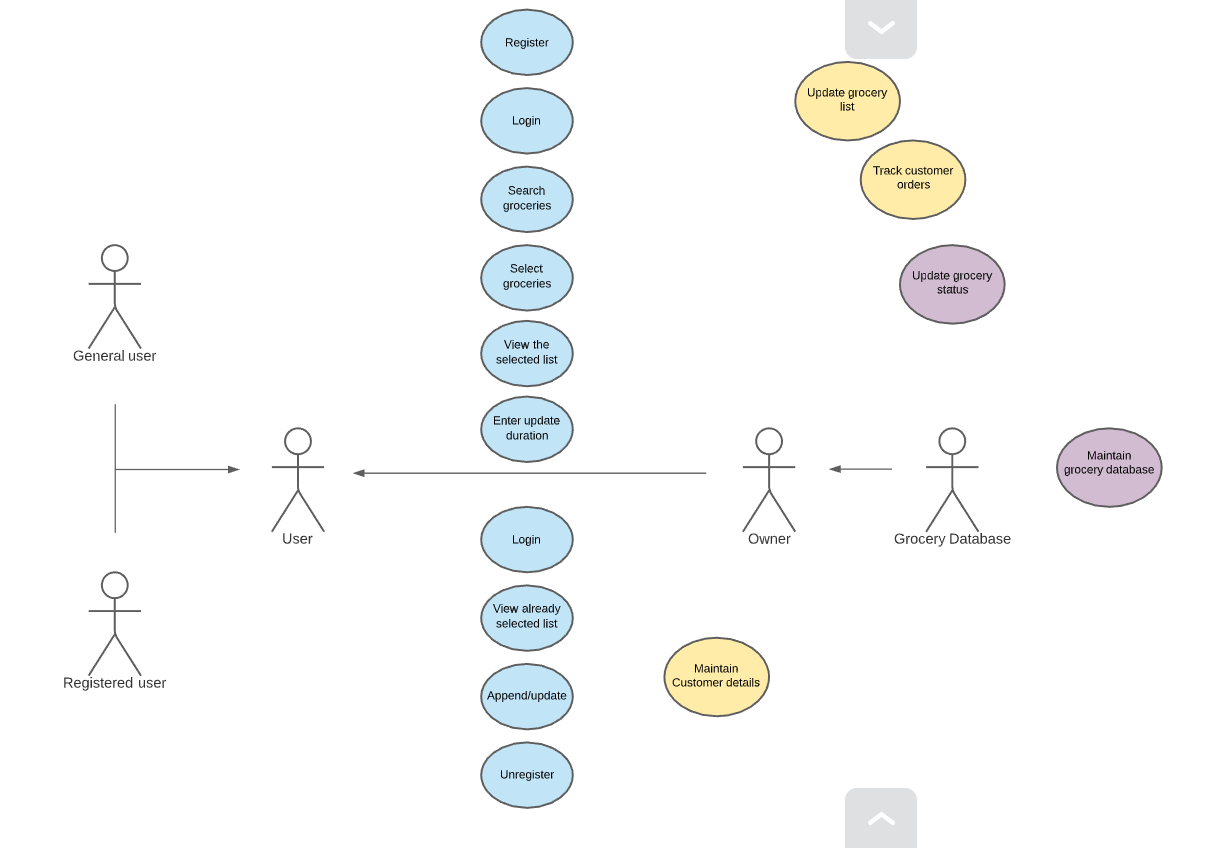 Register
Login
Search
groceries
Select
groceries
View the
selected list
Enter update
duration
Login
View already
selected list
Append/update
Unregister
General user
Registered user
User
Update grocery
list
Track customer
orders
Update grocery
status
Maintain
grocery database
Owner
Grocery Database
Maintain
Customer details